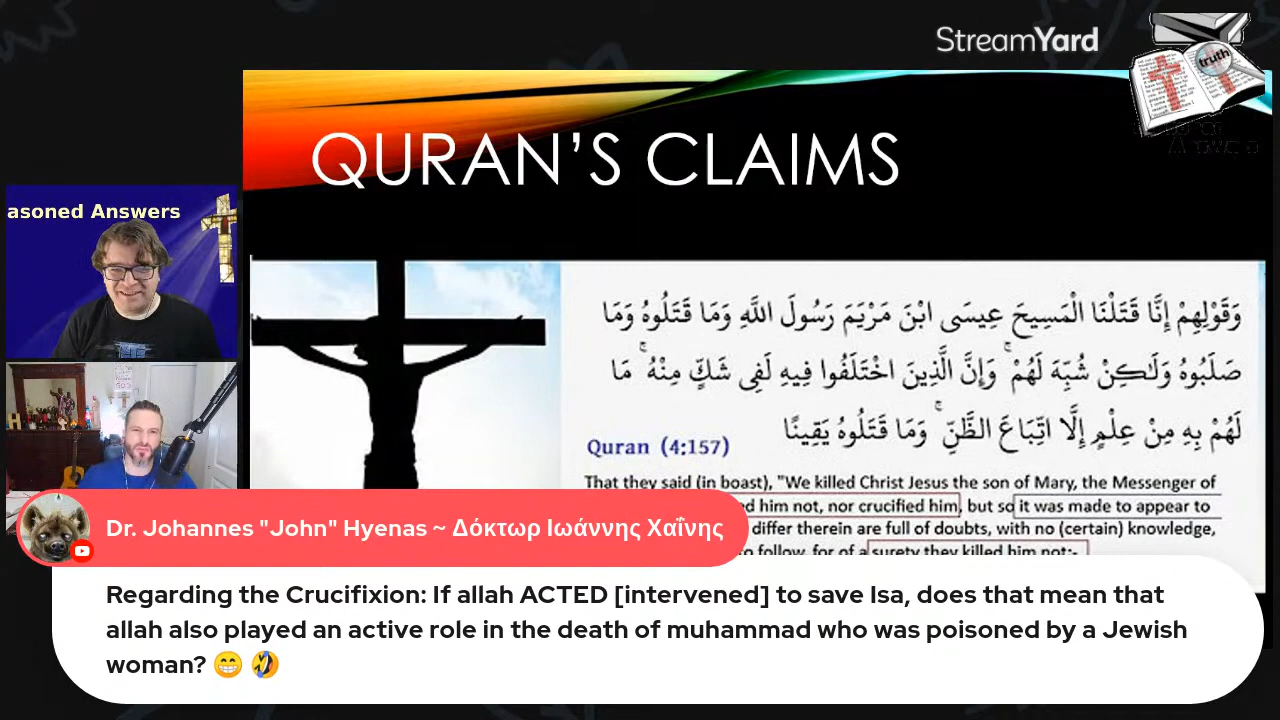 StreamYard
truth
QURAN'S CLAIMS
asoned Answers
وَقَوْلِهِمْ إِنَّا قَتَلْنَا الْمَسِيحَ عِيسَى ابْنَ مَرْيَمَ رَسُولَ اللَّهِ وَمَا قَتَلُوهُ وَمَا
صَلَبُوهُ وَلَٰكِنْ شُبِّهَ لَهُمْ ۚ وَإِنَّ الَّذِينَ اخْتَلَفُوا فِيهِ لَفِي شَكٍّ مِنْهُ ۚ مَا
لَهُمْ بِهِ مِنْ عِلْمٍ إِلَّا اتِّبَاعَ الظَّنِّ ۚ وَمَا قَتَلُوهُ يَقِينًا
Quran (4:157)
That they said (in boast), "We killed Christ Jesus the son of Mary, the Messenger of
him not, nor crucified him, but so it was made to appear to
differ therein are full of doubts, with no (certain) knowledge,
follow, for of a surety they killed him not:-
Dr. Johannes "John" Hyenas ~ Δόκτωρ Ιωάννης Χαΐνης
Regarding the Crucifixion: If allah ACTED [intervened] to save Isa, does that mean that
allah also played an active role in the death of muhammad who was poisoned by a Jewish
woman? 😁 🤣